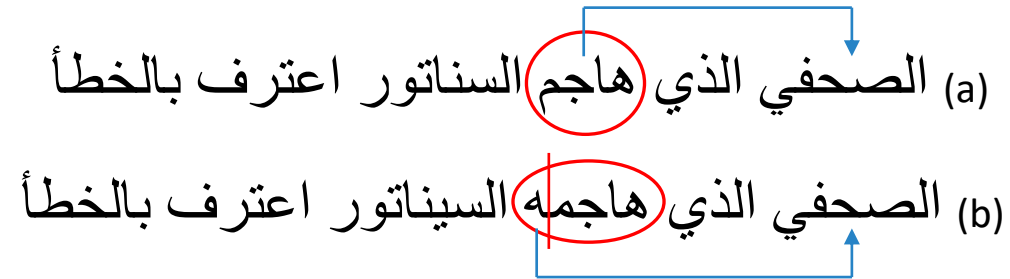 (a) الصحفي الذي هاجم السناتور اعترف بالخطأ
(b) الصحفي الذي هاجمه السيناتور اعترف بالخطأ